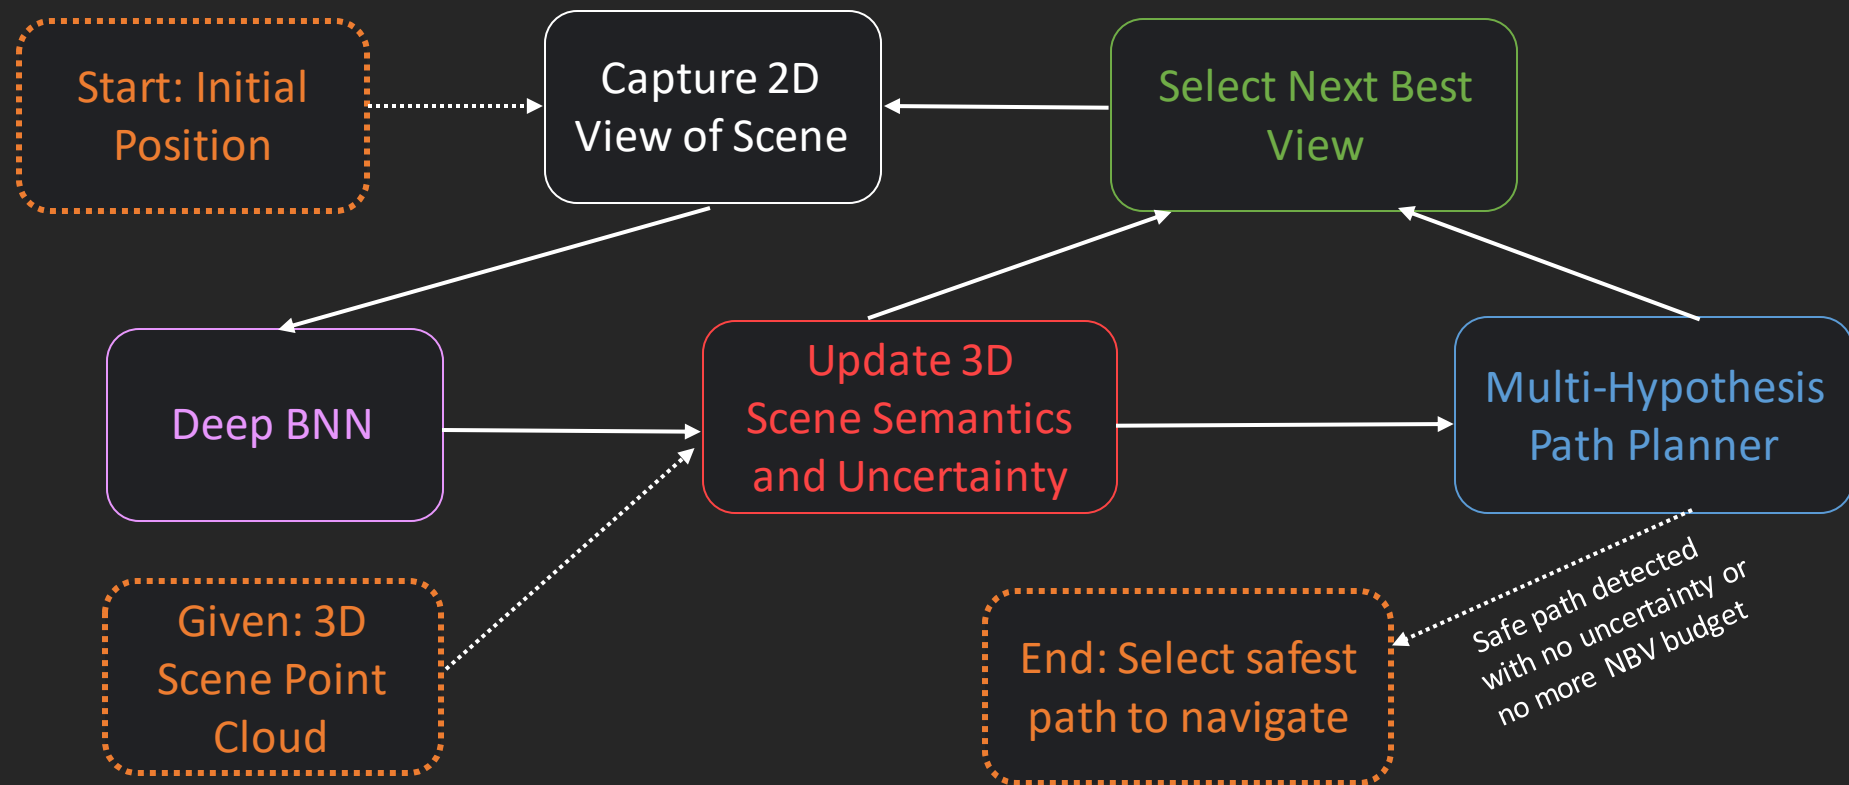 Start: Initial
Position
Capture 2D
View of Scene
Select Next Best
View
Deep BNN
Update 3D
Scene Semantics
and Uncertainty
Multi-Hypothesis
Path Planner
Given: 3D
Scene Point
Cloud
End: Select safest
path to navigate
Safe path detected
with no uncertainty or
no more NBV budget